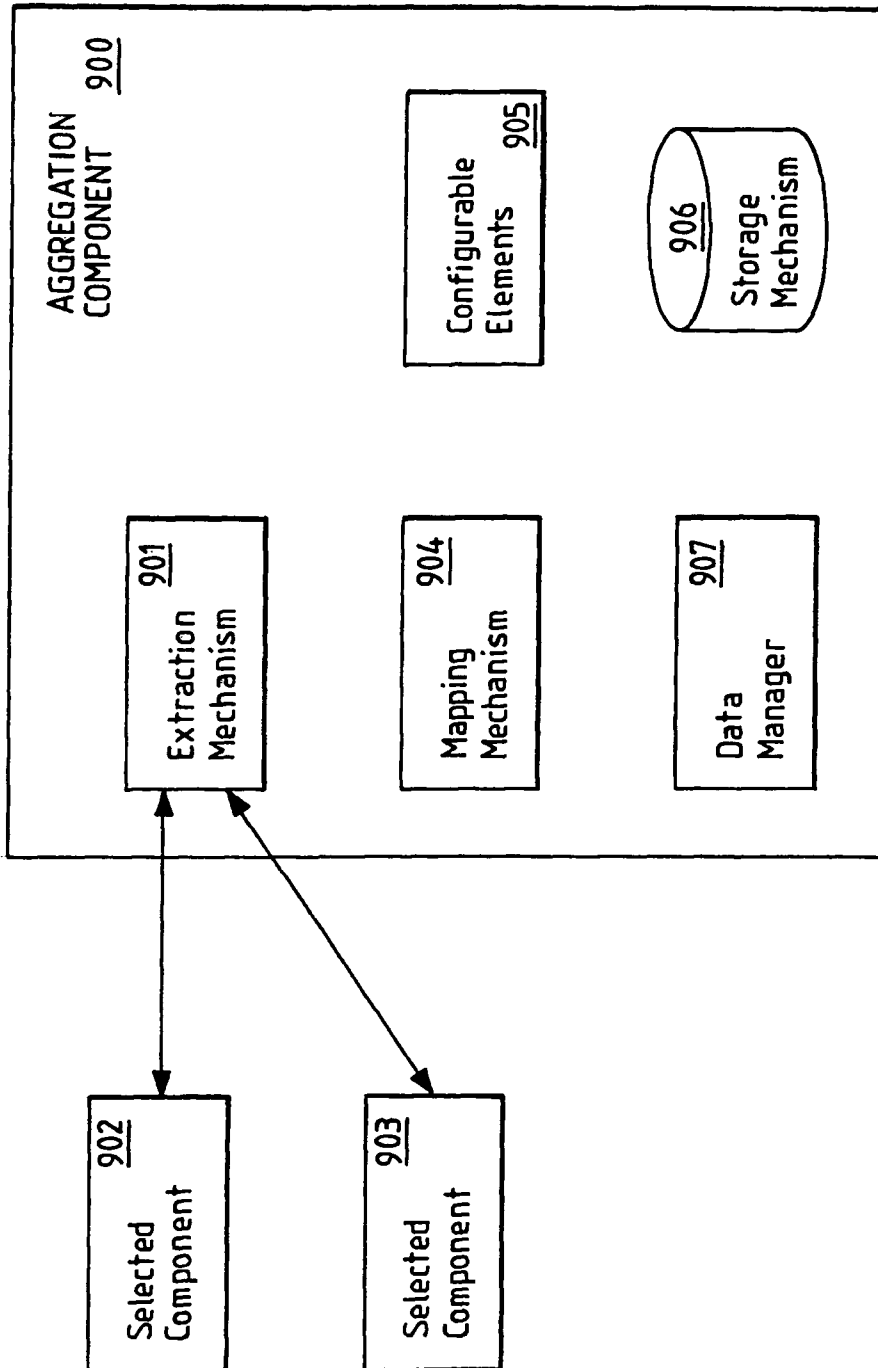 AGGREGATION
COMPONENT
900
901
Extraction
Mechanism
902
Selected
Component
903
Selected
Component
904
Mapping
Mechanism
Configurable
Elements
905
907
Data
Manager
906
Storage
Mechanism